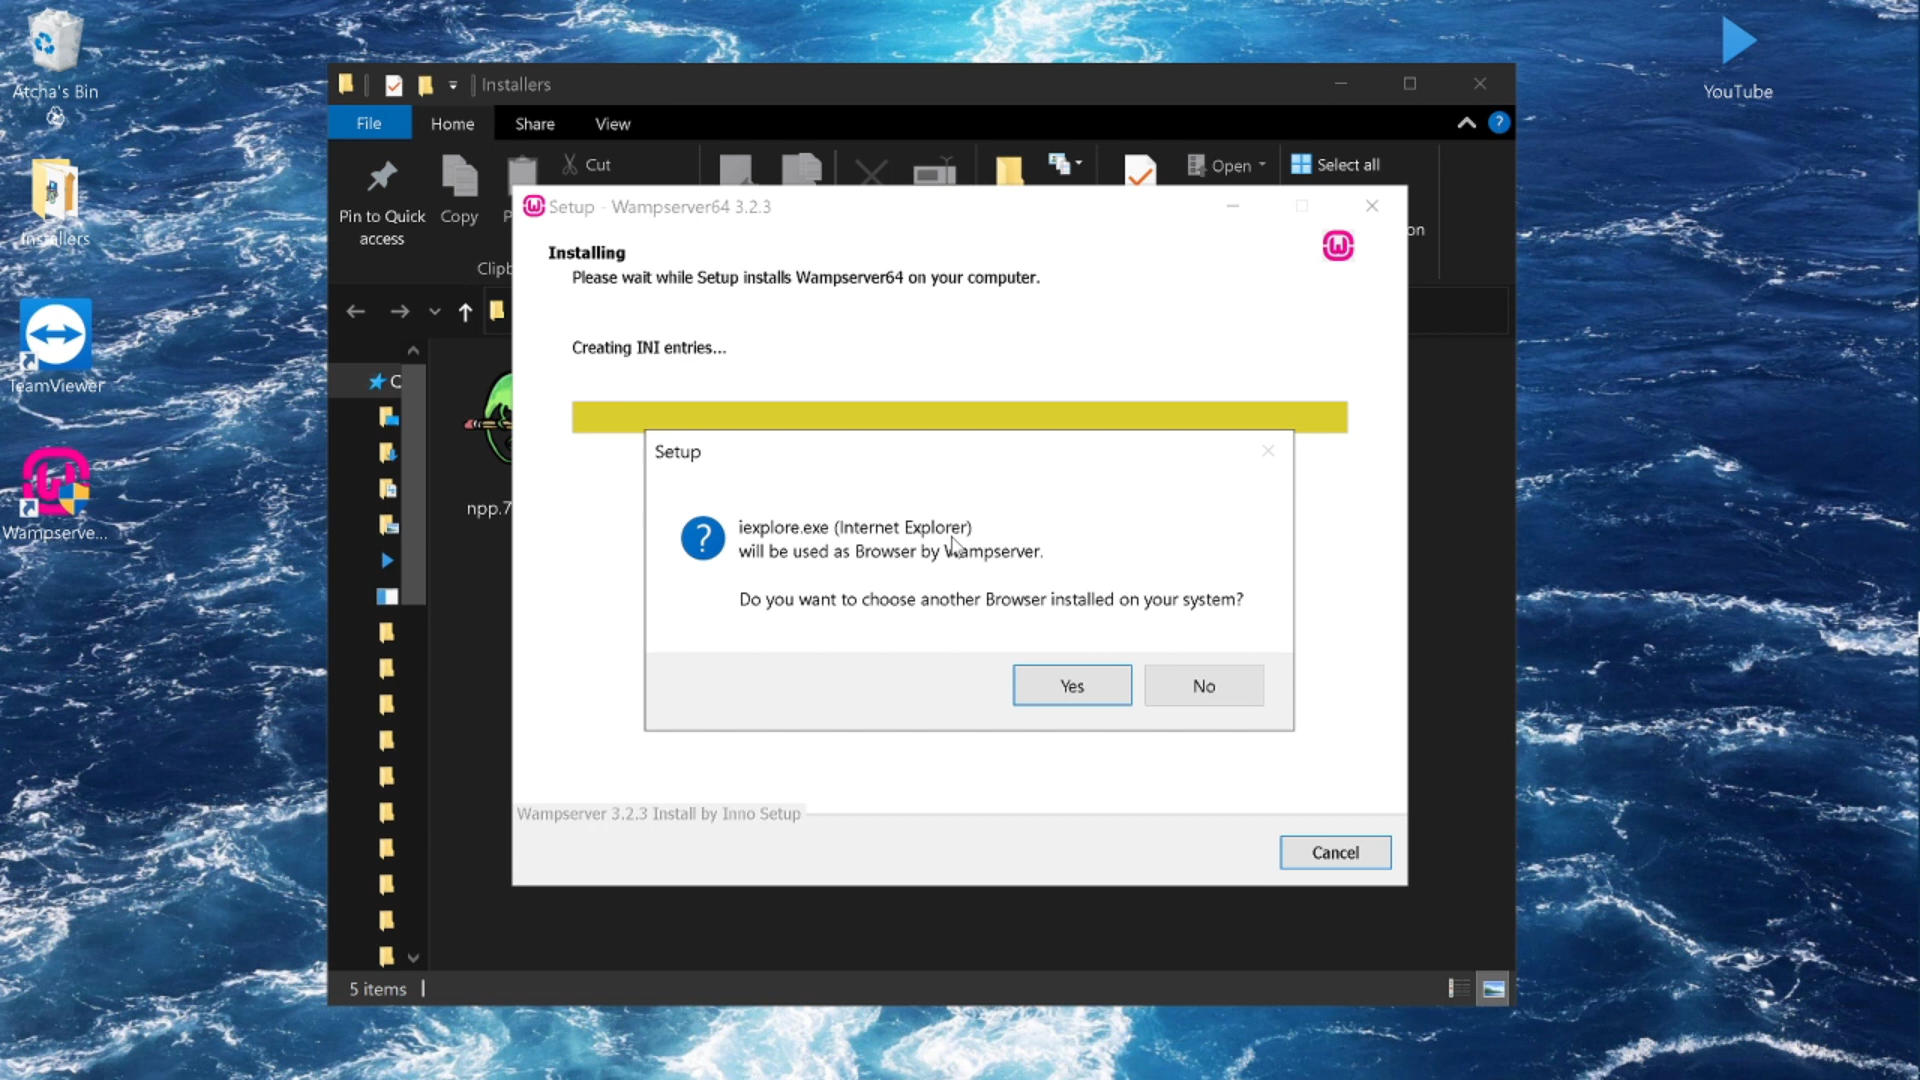 Atcha's Bin
Installers
TeamViewer
Wampserve...
YouTube
Installers
File
Home
Share
View
?
Pin to Quick
access
Copy
Cut
Open
Select all
Clipb
on
Setup - Wampserver64 3.2.3
Installing
Please wait while Setup installs Wampserver64 on your computer.
Creating INI entries...
Setup
?
iexplore.exe (Internet Explorer)
will be used as Browser by Wampserver.
Do you want to choose another Browser installed on your system?
Yes
No
npp.7
Wampserver 3.2.3 Install by Inno Setup
Cancel
5 items